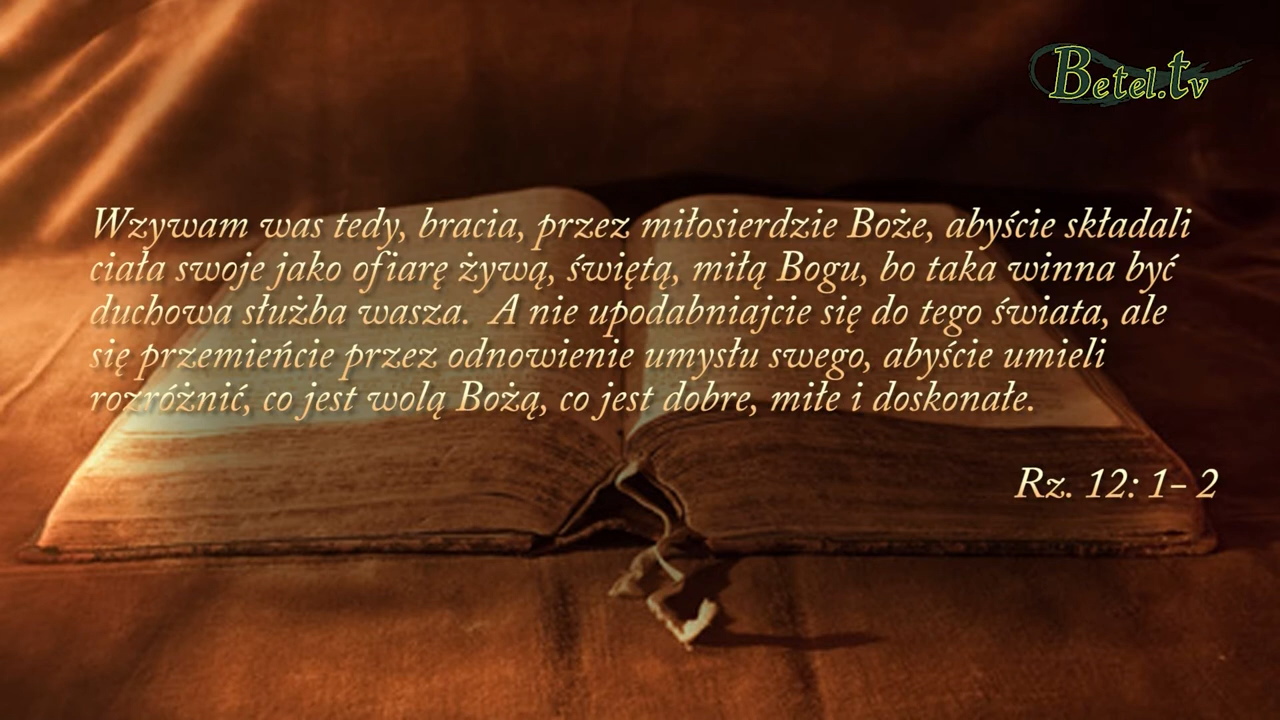 Betel.tv
Wzywam was tedy, bracia, przez miłosierdzie Boże, abyście składali
ciała swoje jako ofiarę żywą, świętą, miłą Bogu, bo taka winna być
duchowa służba wasza.  A nie upodabniajcie się do tego świata, ale
się przemieńcie przez odnowienie umysłu swego, abyście umieli
rozróżnić, co jest wolą Bożą, co jest dobre, miłe i doskonałe.
Rz. 12: 1- 2